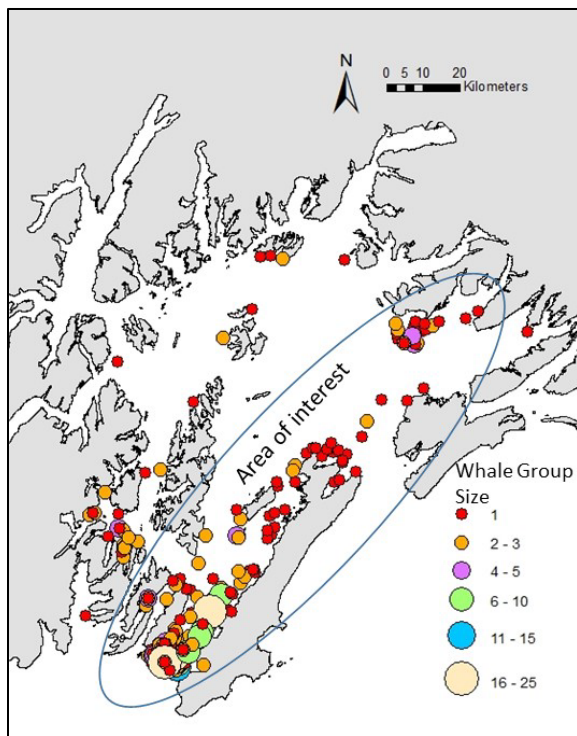 N
0 5 10 20
Kilometers
Area of interest
Whale Group
Size
1
2 - 3
4 - 5
6 - 10
11 - 15
16 - 25